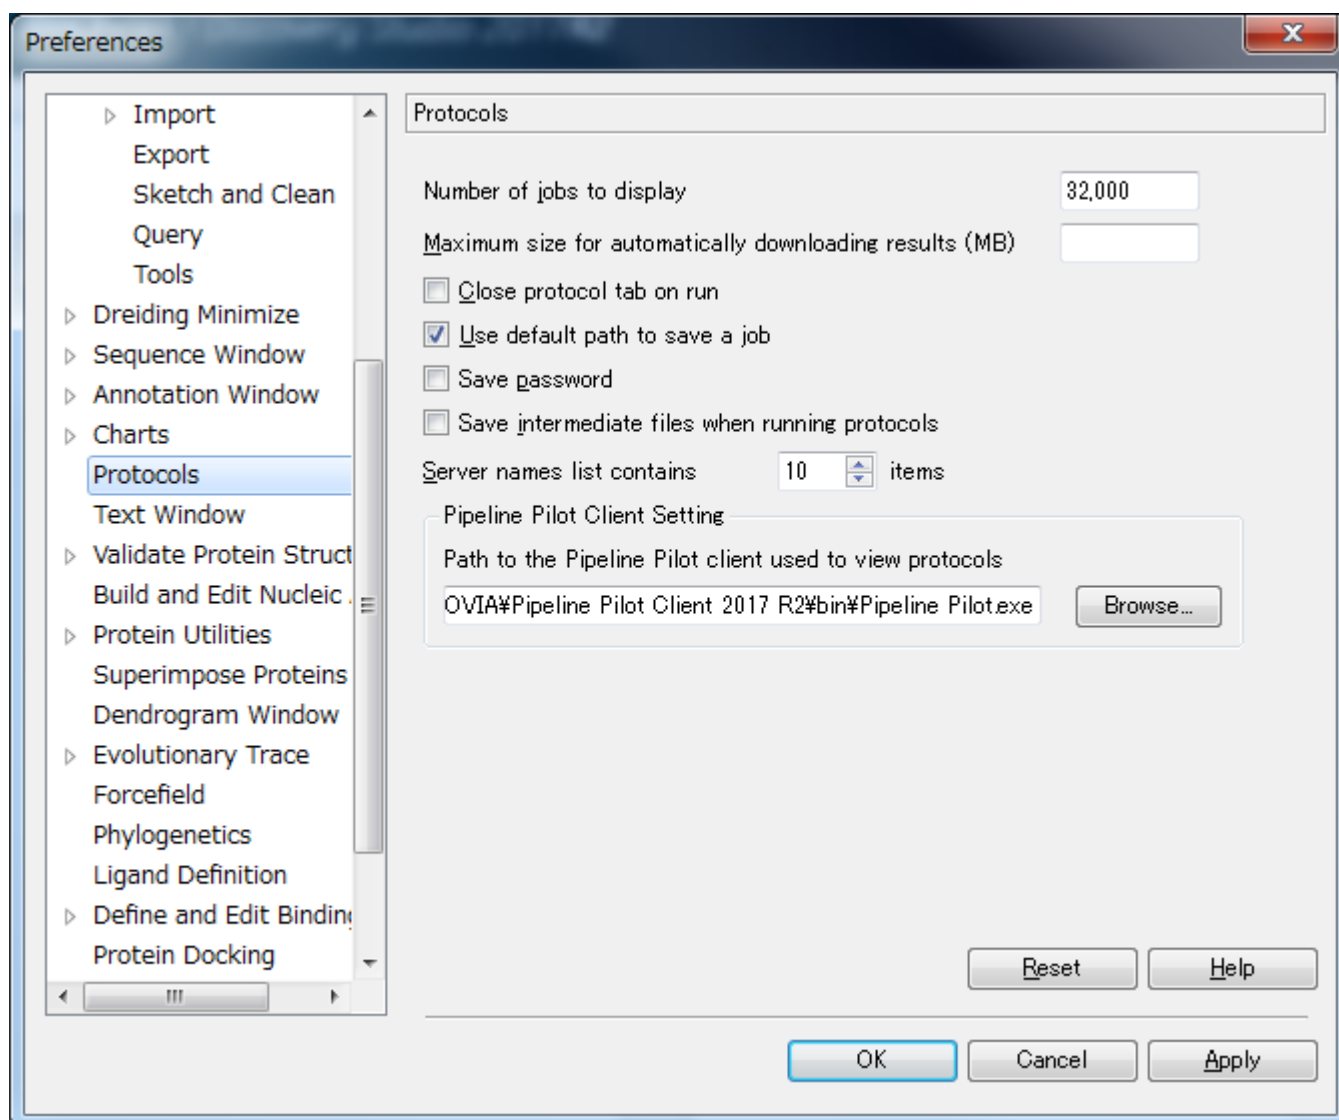 Preferences
Import
Export
Sketch and Clean
Query
Tools
Dreiding Minimize
Sequence Window
Annotation Window
Charts
Protocols
Text Window
Validate Protein Struct
Build and Edit Nucleic
Protein Utilities
Superimpose Proteins
Dendrogram Window
Evolutionary Trace
Forcefield
Phylogenetics
Ligand Definition
Define and Edit Binding
Protein Docking
Protocols
Number of jobs to display 32,000
Maximum size for automatically downloading results (MB)
Close protocol tab on run
Use default path to save a job
Save password
Save intermediate files when running protocols
Server names list contains 10 items
Pipeline Pilot Client Setting
Path to the Pipeline Pilot client used to view protocols
OVIA¥Pipeline Pilot Client 2017 R2¥bin¥Pipeline Pilot.exe Browse...
Reset Help
OK Cancel Apply